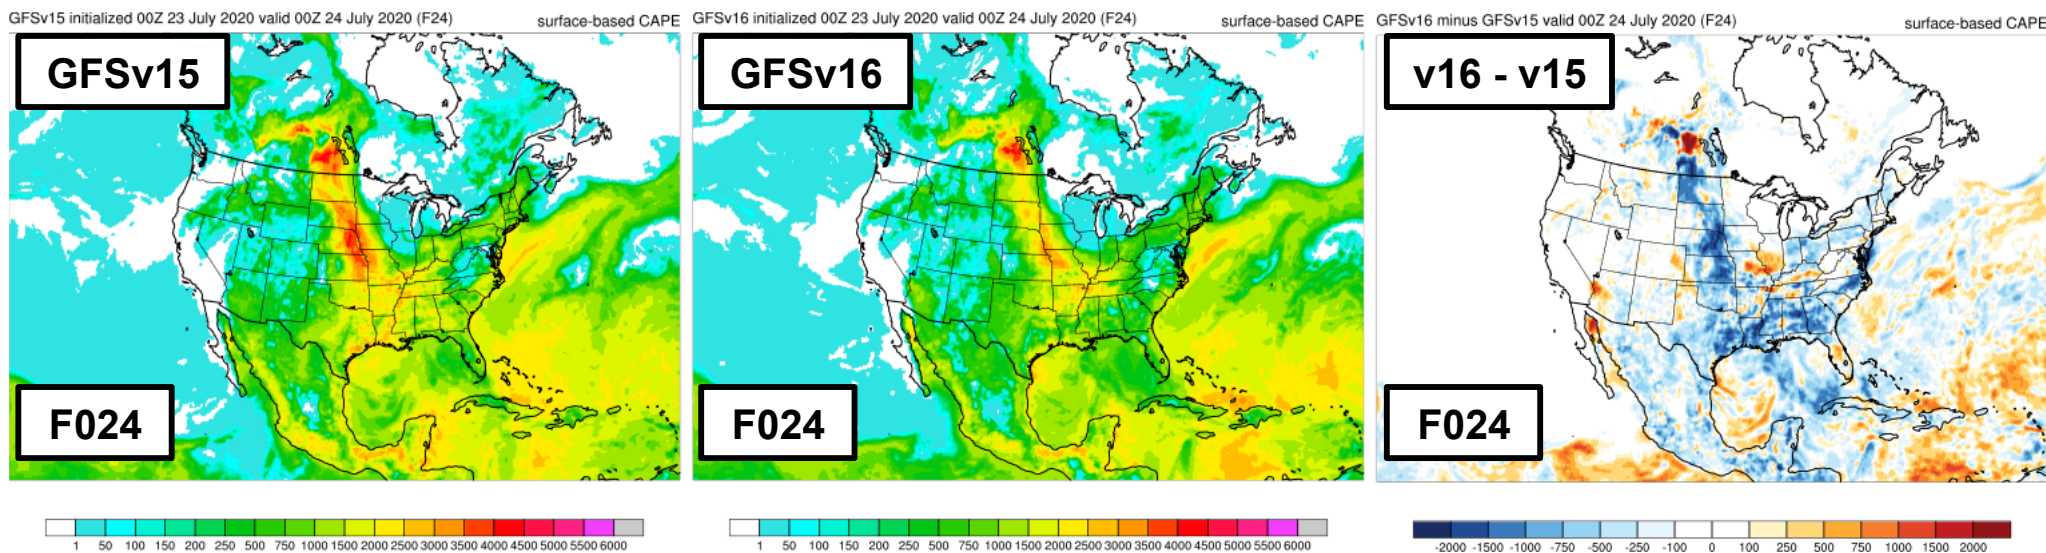 GFSv15 initialized 00Z 23 July 2020 valid 00Z 24 July 2020 (F24) surface-based CAPE
GFSv15
F024
1 50 100 150 200 250 500 750 1000 1500 2000 2500 3000 3500 4000 4500 5000 5500 6000
GFSv16 initialized 00Z 23 July 2020 valid 00Z 24 July 2020 (F24) surface-based CAPE
GFSv16
F024
1 50 100 150 200 250 500 750 1000 1500 2000 2500 3000 3500 4000 4500 5000 5500 6000
GFSv16 minus GFSv15 valid 00Z 24 July 2020 (F24) surface-based CAPE
v16 - v15
F024
-2000 -1500 -1000 -750 -500 -250 -100 0 100 250 500 750 1000 1500 2000